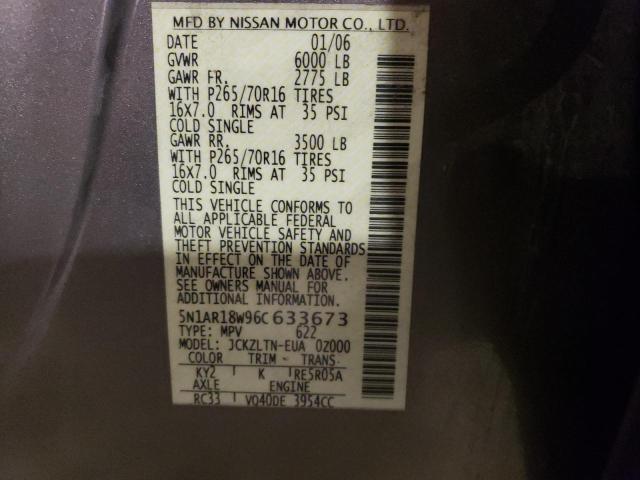 MFD BY NISSAN MOTOR CO., LTD.
DATE 01/06
GVWR 6000 LB
GAWR FR. 2775 LB
WITH P265/70R16 TIRES
16X7.0 RIMS AT 35 PSI
COLD SINGLE
GAWR RR. 3500 LB
WITH P265/70R16 TIRES
16X7.0 RIMS AT 35 PSI
COLD SINGLE
THIS VEHICLE CONFORMS TO
ALL APPLICABLE FEDERAL
MOTOR VEHICLE SAFETY AND
THEFT PREVENTION STANDARDS
IN EFFECT ON THE DATE OF
MANUFACTURE SHOWN ABOVE.
SEE OWNERS MANUAL FOR
ADDITIONAL INFORMATION
5N1AR18W96C633673
TYPE: MPV 622
MODEL: JCKZLTN-EUA 0Z000
COLOR TRIM TRANS
KY2 K RE5R05A
AXLE ENGINE
RC33 VQ40DE 3954CC